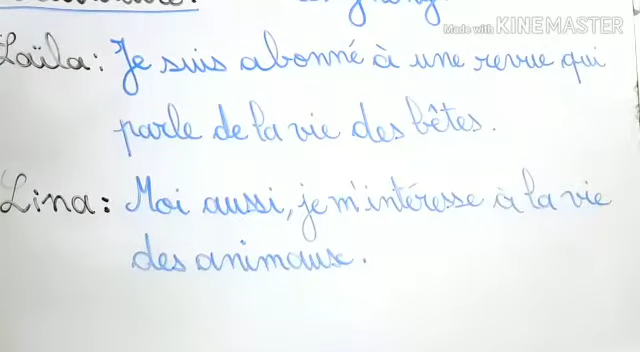 Made with KINEMASTER
Laïla: Je suis abonné à une revue qui
parle de la vie des bêtes.
Lina: Moi aussi, je m'intéresse à la vie
des animaux.